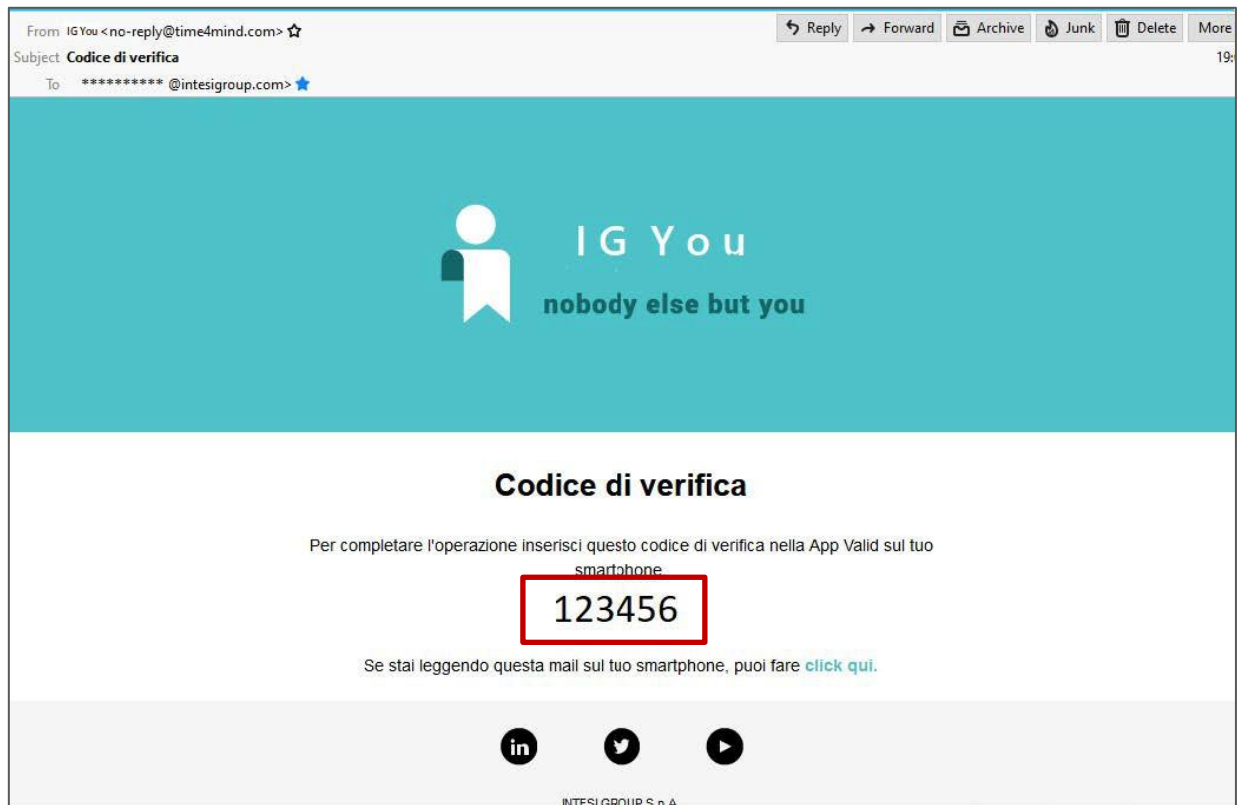 From IG You <no-reply@time4mind.com> Reply Forward Archive Junk Delete More
Subject Codice di verifica
To ********** @intesigroup.com>
IG You
nobody else but you
Codice di verifica
Per completare l'operazione inserisci questo codice di verifica nella App Valid sul tuo
smartphone
123456
Se stai leggendo questa mail sul tuo smartphone, puoi fare click qui.
in
INTESI GROUP S.p.A.